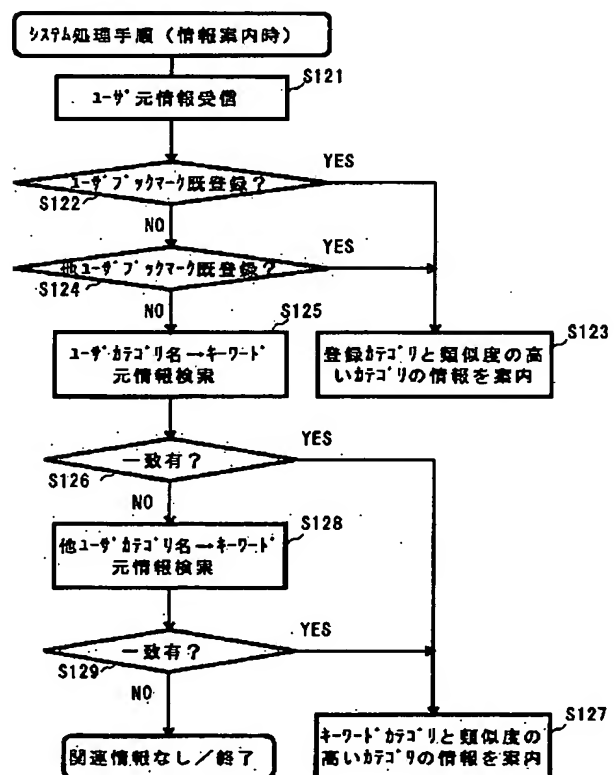 システム処理手順（情報案内時）
S121
ユーザ元情報受信
YES
ユーザブックマーク既登録？
S122
NO
YES
他ユーザブックマーク既登録？
S124
NO
S125
ユーザカテゴリ名→キーワード
元情報検索
S123
登録カテゴリと類似度の高
いカテゴリの情報を案内
YES
一致有？
S126
NO
S128
他ユーザカテゴリ名→キーワード
元情報検索
YES
一致有？
S129
NO
S127
関連情報なし／終了
キーワードカテゴリと類似度の
高いカテゴリの情報を案内